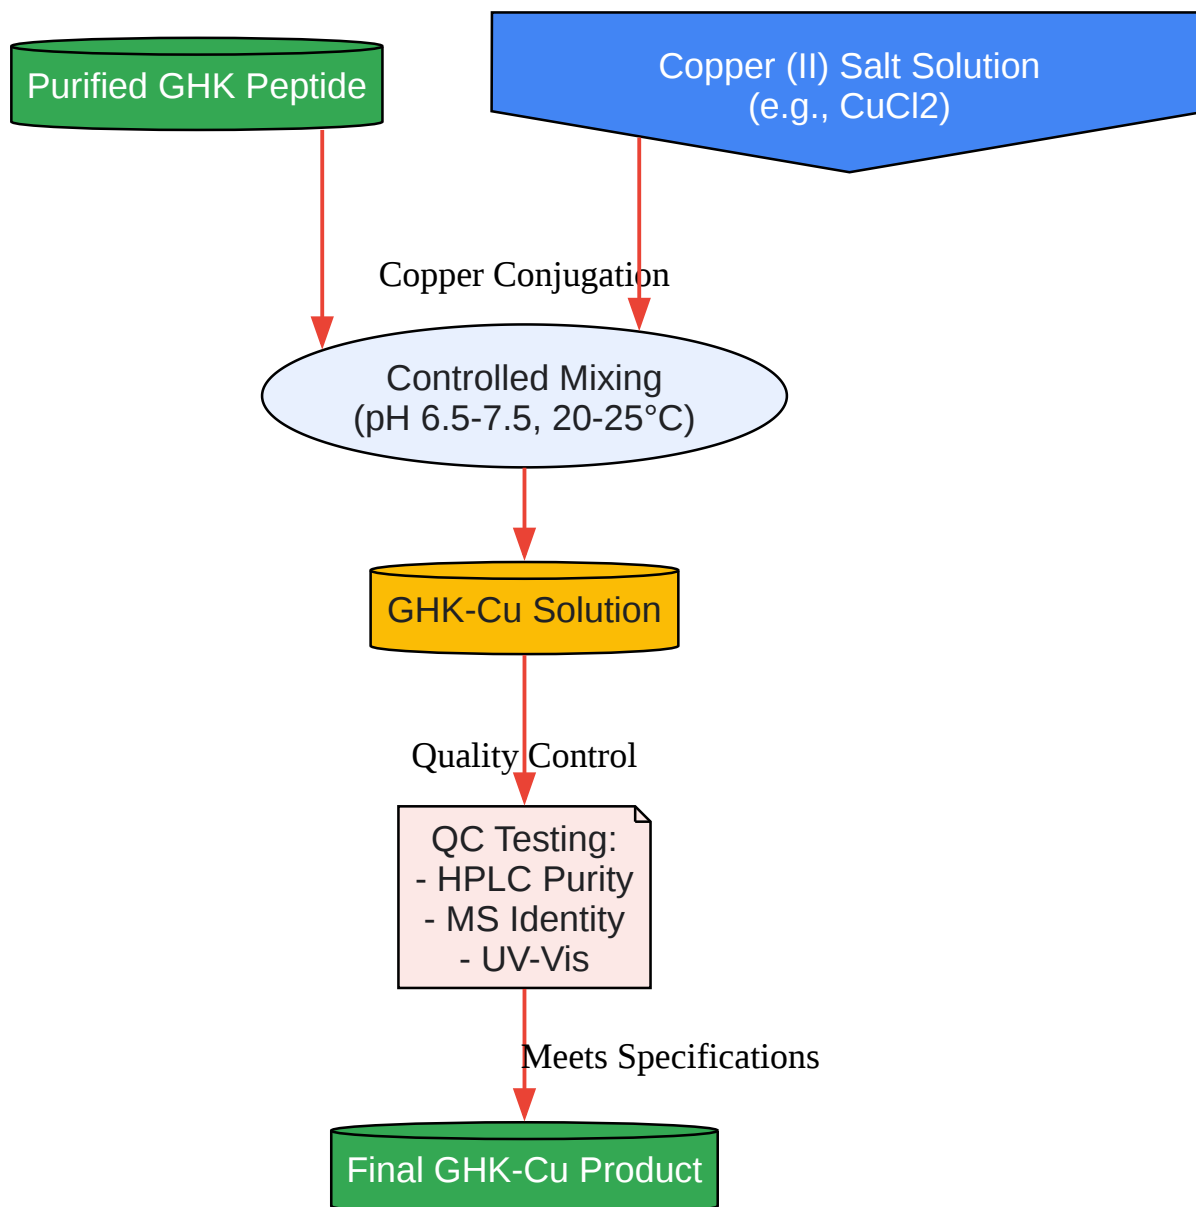 Purified GHK Peptide
Copper (II) Salt Solution
(e.g., CuCl2)
Copper Conjugation
Controlled Mixing
(pH 6.5-7.5, 20-25°C)
GHK-Cu Solution
Quality Control
QC Testing:
- HPLC Purity
- MS Identity
- UV-Vis
Meets Specifications
Final GHK-Cu Product